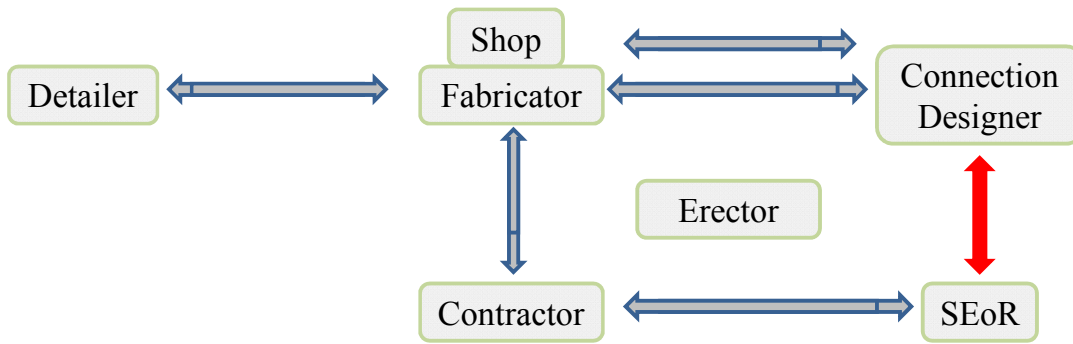 Shop
Detailer
Fabricator
Connection
Designer
Erector
Contractor
SEoR